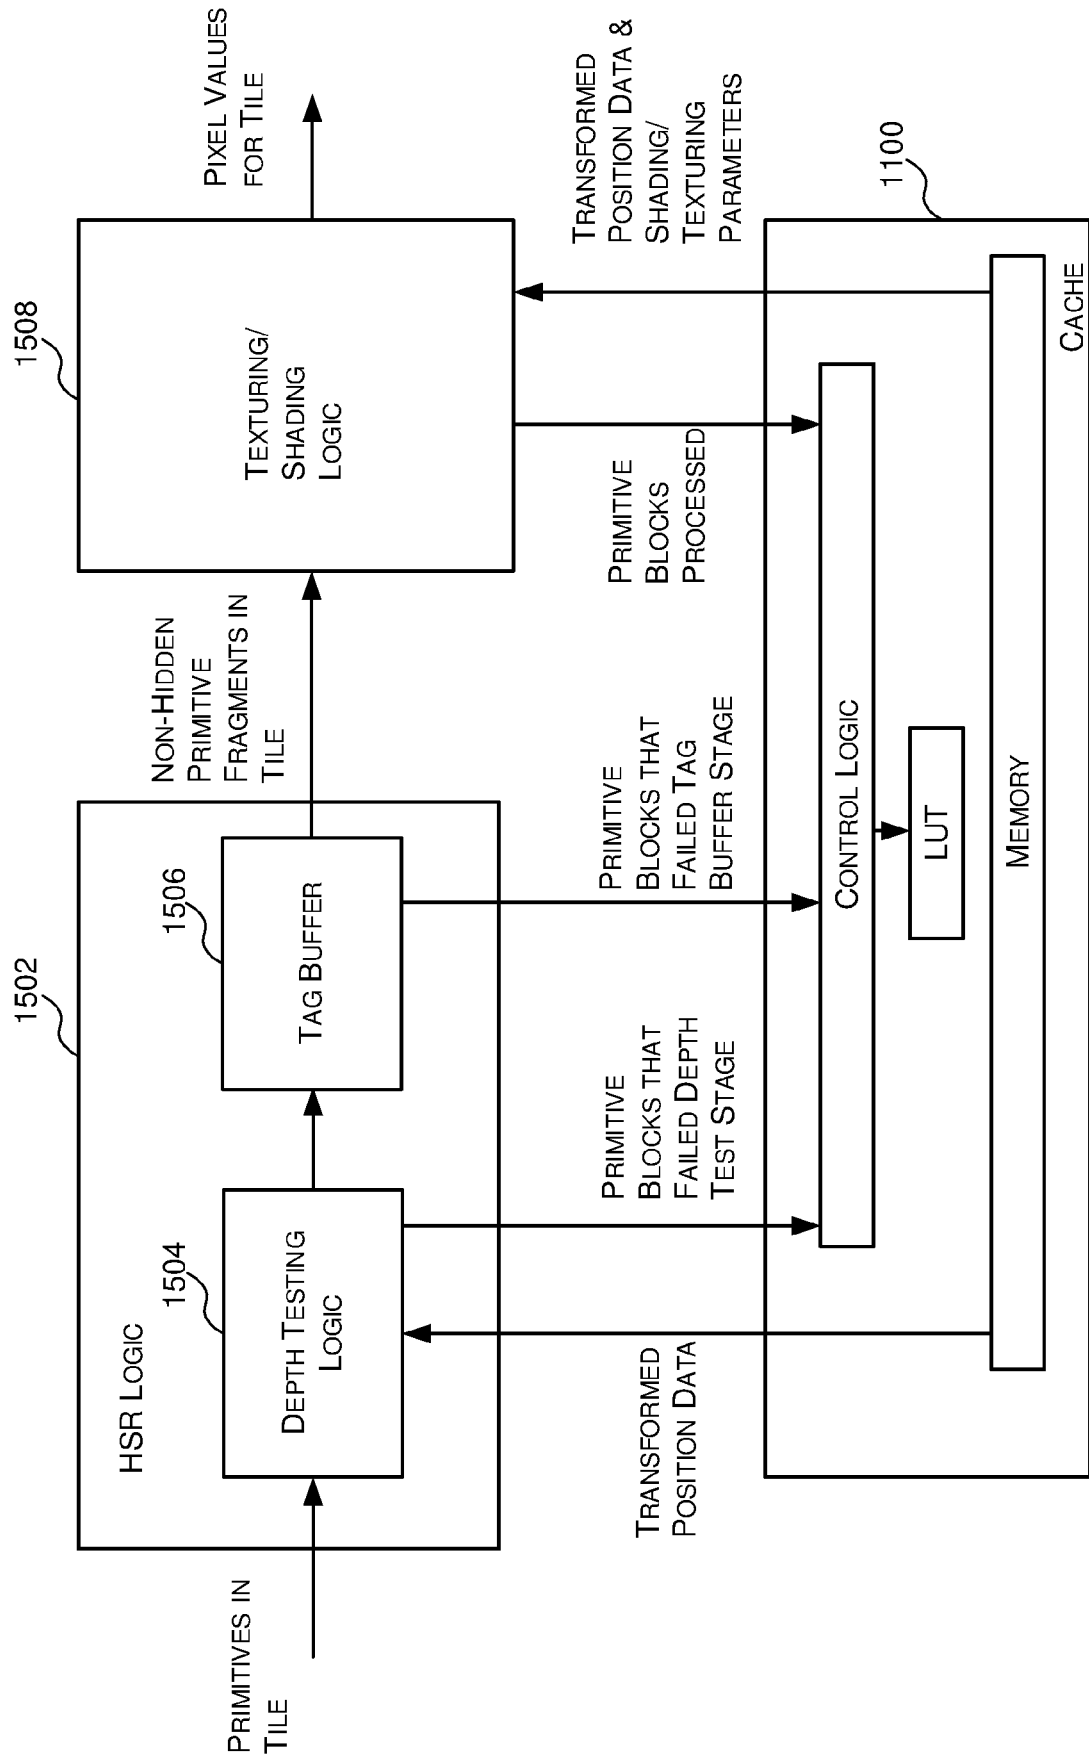 PRIMITIVES IN
TILE
1502
HSR LOGIC
1504
DEPTH TESTING
LOGIC
1506
TAG BUFFER
NON-HIDDEN
PRIMITIVE
FRAGMENTS IN
TILE
1508
TEXTURING/
SHADING
LOGIC
PIXEL VALUES
FOR TILE
TRANSFORMED
POSITION DATA
PRIMITIVE
BLOCKS THAT
FAILED DEPTH
TEST STAGE
PRIMITIVE
BLOCKS THAT
FAILED TAG
BUFFER STAGE
PRIMITIVE
BLOCKS
PROCESSED
TRANSFORMED
POSITION DATA &
SHADING/
TEXTURING
PARAMETERS
1100
CONTROL LOGIC
LUT
MEMORY
CACHE